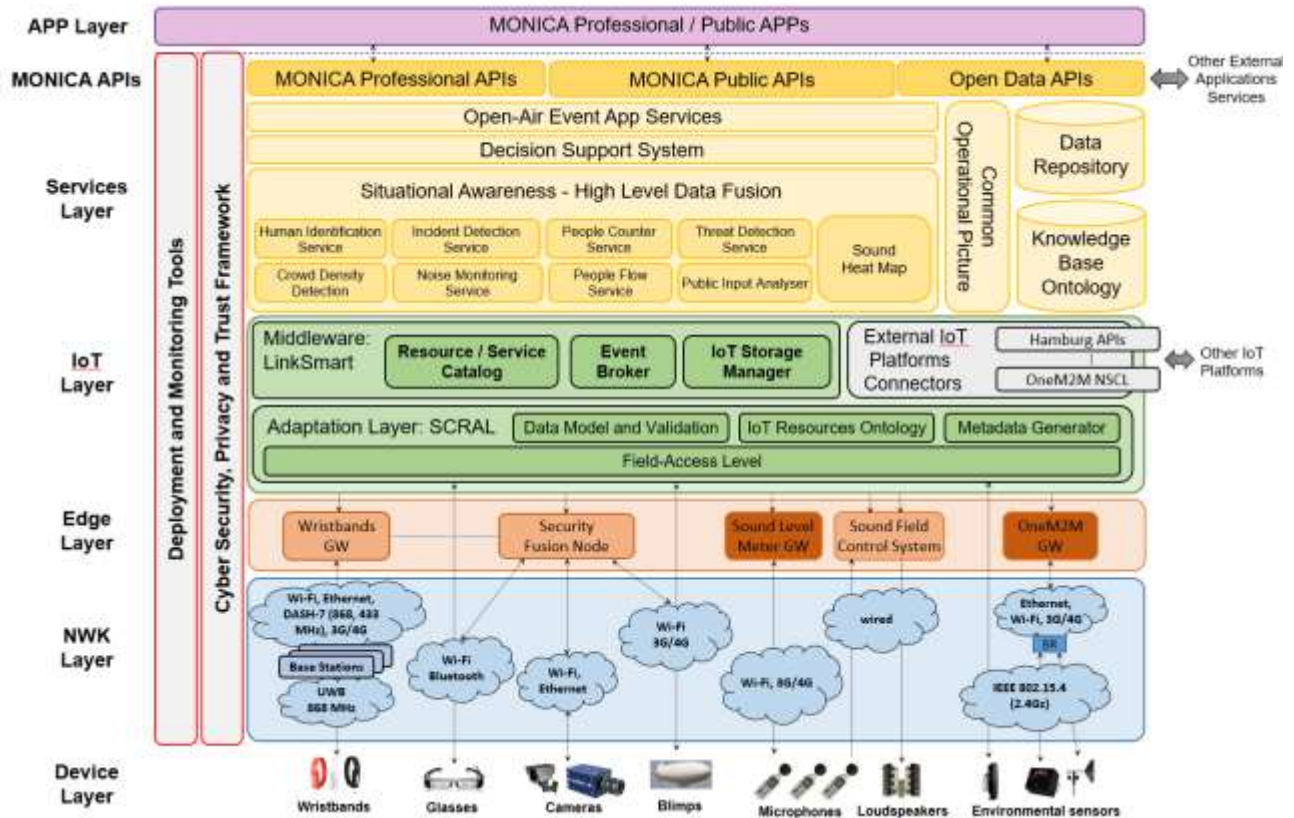 APP Layer
MONICA Professional / Public APPs
MONICA APIs
MONICA Professional APIs
MONICA Public APIs
Open Data APIs
Other External
Applications
Services
Deployment and Monitoring Tools
Cyber Security, Privacy and Trust Framework
Services
Layer
Open-Air Event App Services
Decision Support System
Situational Awareness - High Level Data Fusion
Human Identification
Service
Incident Detection
Service
People Counter
Service
Threat Detection
Service
Crowd Density
Detection
Noise Monitoring
Service
People Flow
Service
Public Input Analyser
Sound
Heat Map
Common
Operational Picture
Data
Repository
Knowledge
Base
Ontology
IoT
Layer
Middleware:
LinkSmart
Resource / Service
Catalog
Event
Broker
IoT Storage
Manager
External IoT
Platforms
Connectors
Hamburg APIs
OneM2M NSCL
Other IoT
Platforms
Adaptation Layer: SCRAL
Data Model and Validation
IoT Resources Ontology
Metadata Generator
Field-Access Level
Edge
Layer
Wristbands
GW
Security
Fusion Node
Sound Level
Meter GW
Sound Field
Control System
OneM2M
GW
NWK
Layer
Wi-Fi, Ethernet,
DASH-7 (868, 433
MHz), 3G/4G
Base Stations
UWB
868 MHz
Wi-Fi
Bluetooth
Wi-Fi,
Ethernet
Wi-Fi
3G/4G
Wi-Fi, 3G/4G
wired
Ethernet,
Wi-Fi, 3G/4G
IEEE 802.15.4
(2.4Gz)
Device
Layer
Wristbands
Glasses
Cameras
Blimps
Microphones
Loudspeakers
Environmental sensors